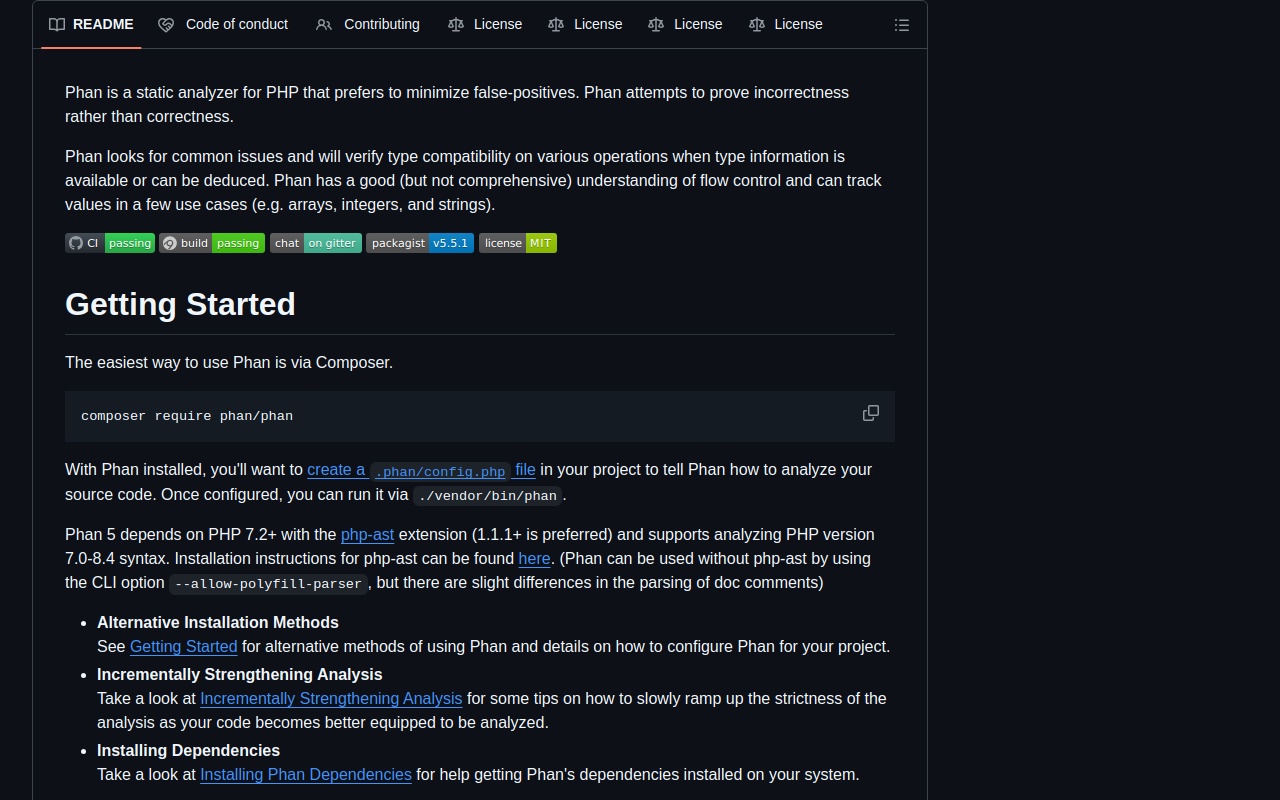 README Code of conduct Contributing License License License License
Phan is a static analyzer for PHP that prefers to minimize false-positives. Phan attempts to prove incorrectness
rather than correctness.
Phan looks for common issues and will verify type compatibility on various operations when type information is
available or can be deduced. Phan has a good (but not comprehensive) understanding of flow control and can track
values in a few use cases (e.g. arrays, integers, and strings).
CI passing build passing chat on gitter packagist v5.5.1 license MIT
Getting Started
The easiest way to use Phan is via Composer.
composer require phan/phan
With Phan installed, you'll want to create a .phan/config.php file in your project to tell Phan how to analyze your
source code. Once configured, you can run it via ./vendor/bin/phan.
Phan 5 depends on PHP 7.2+ with the php-ast extension (1.1.1+ is preferred) and supports analyzing PHP version
7.0-8.4 syntax. Installation instructions for php-ast can be found here. (Phan can be used without php-ast by using
the CLI option --allow-polyfill-parser, but there are slight differences in the parsing of doc comments)
• Alternative Installation Methods
See Getting Started for alternative methods of using Phan and details on how to configure Phan for your project.
• Incrementally Strengthening Analysis
Take a look at Incrementally Strengthening Analysis for some tips on how to slowly ramp up the strictness of the
analysis as your code becomes better equipped to be analyzed.
• Installing Dependencies
Take a look at Installing Phan Dependencies for help getting Phan's dependencies installed on your system.